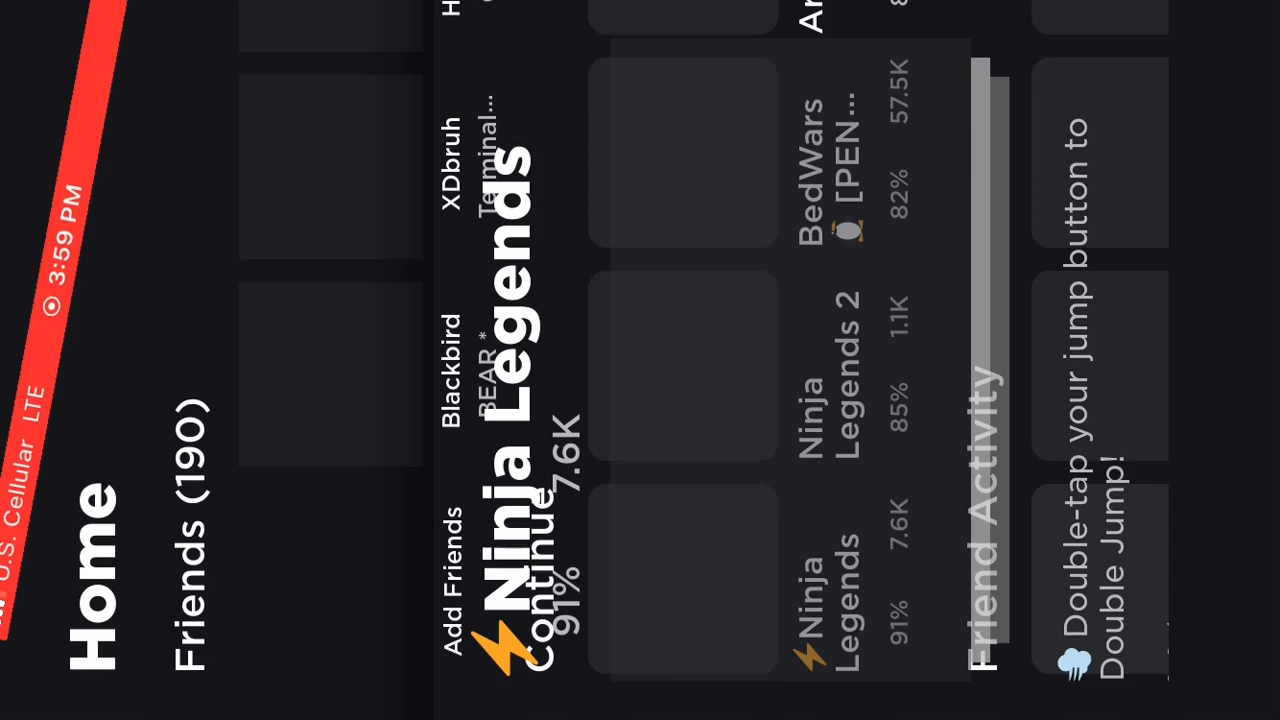 U.S. Cellular LTE
3:59 PM
Home
Friends (190)
Add Friends
Blackbird
XDbruh
BEAR *
Terminal...
⚡Ninja Legends
Continue
91% 7.6K
⚡Ninja
Legends
91% 7.6K
Ninja
Legends 2
85% 1.1K
BedWars
[PEN...
82% 57.5K
Friend Activity
Double-tap your jump button to
Double Jump!